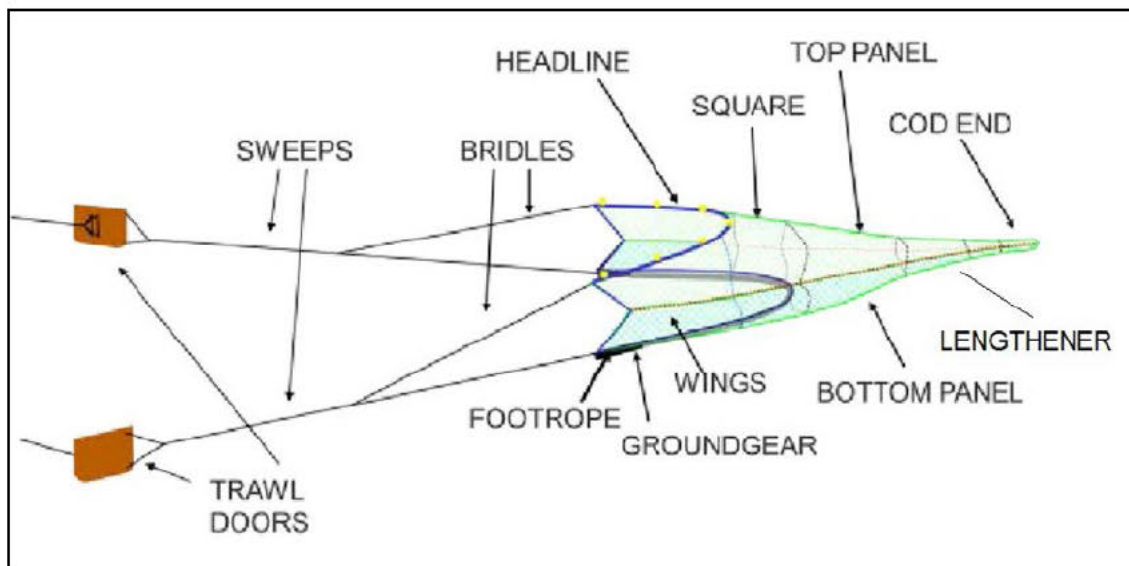 HEADLINE
TOP PANEL
SQUARE
COD END
SWEEPS
BRIDLES
LENGTHENER
WINGS
BOTTOM PANEL
FOOTROPE
GROUNDGEAR
TRAWL
DOORS